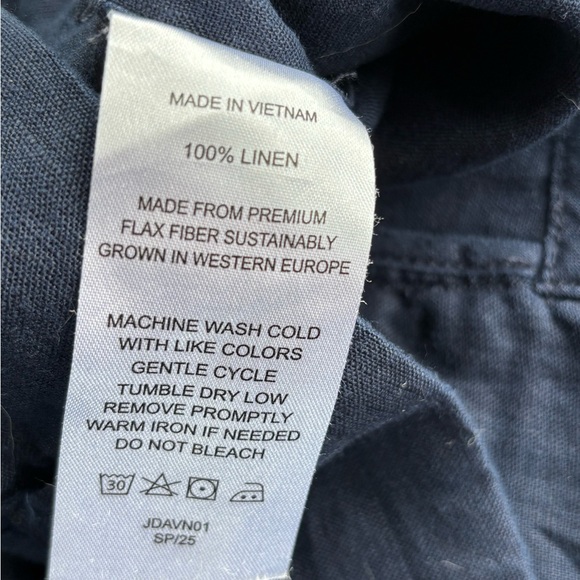 MADE IN VIETNAM
100% LINEN
MADE FROM PREMIUM
FLAX FIBER SUSTAINABLY
GROWN IN WESTERN EUROPE
MACHINE WASH COLD
WITH LIKE COLORS
GENTLE CYCLE
TUMBLE DRY LOW
REMOVE PROMPTLY
WARM IRON IF NEEDED
DO NOT BLEACH
30
JDAVN01
SP/25